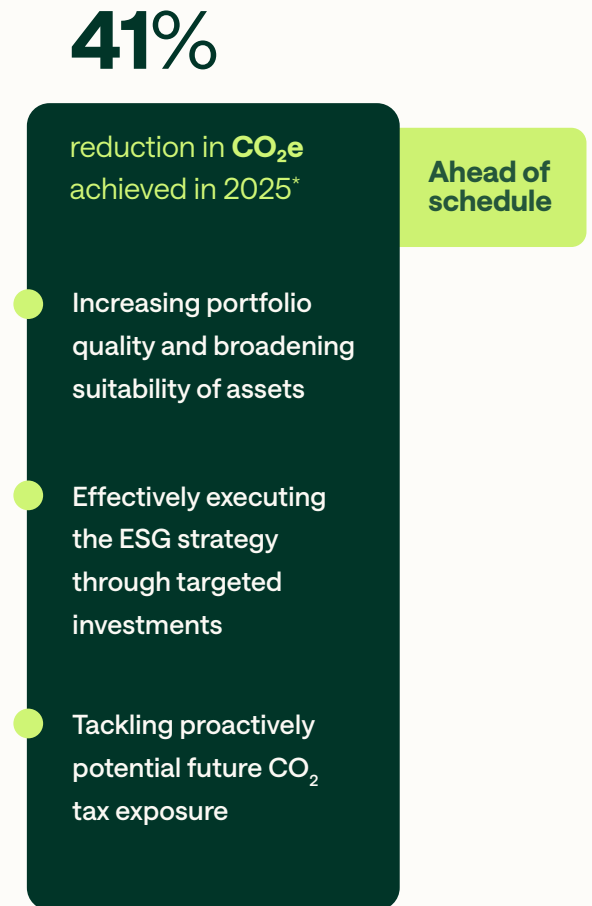 41%
reduction in CO₂e
achieved in 2025*
Ahead of
schedule
Increasing portfolio
quality and broadening
suitability of assets
Effectively executing
the ESG strategy
through targeted
investments
Tackling proactively
potential future CO₂
tax exposure